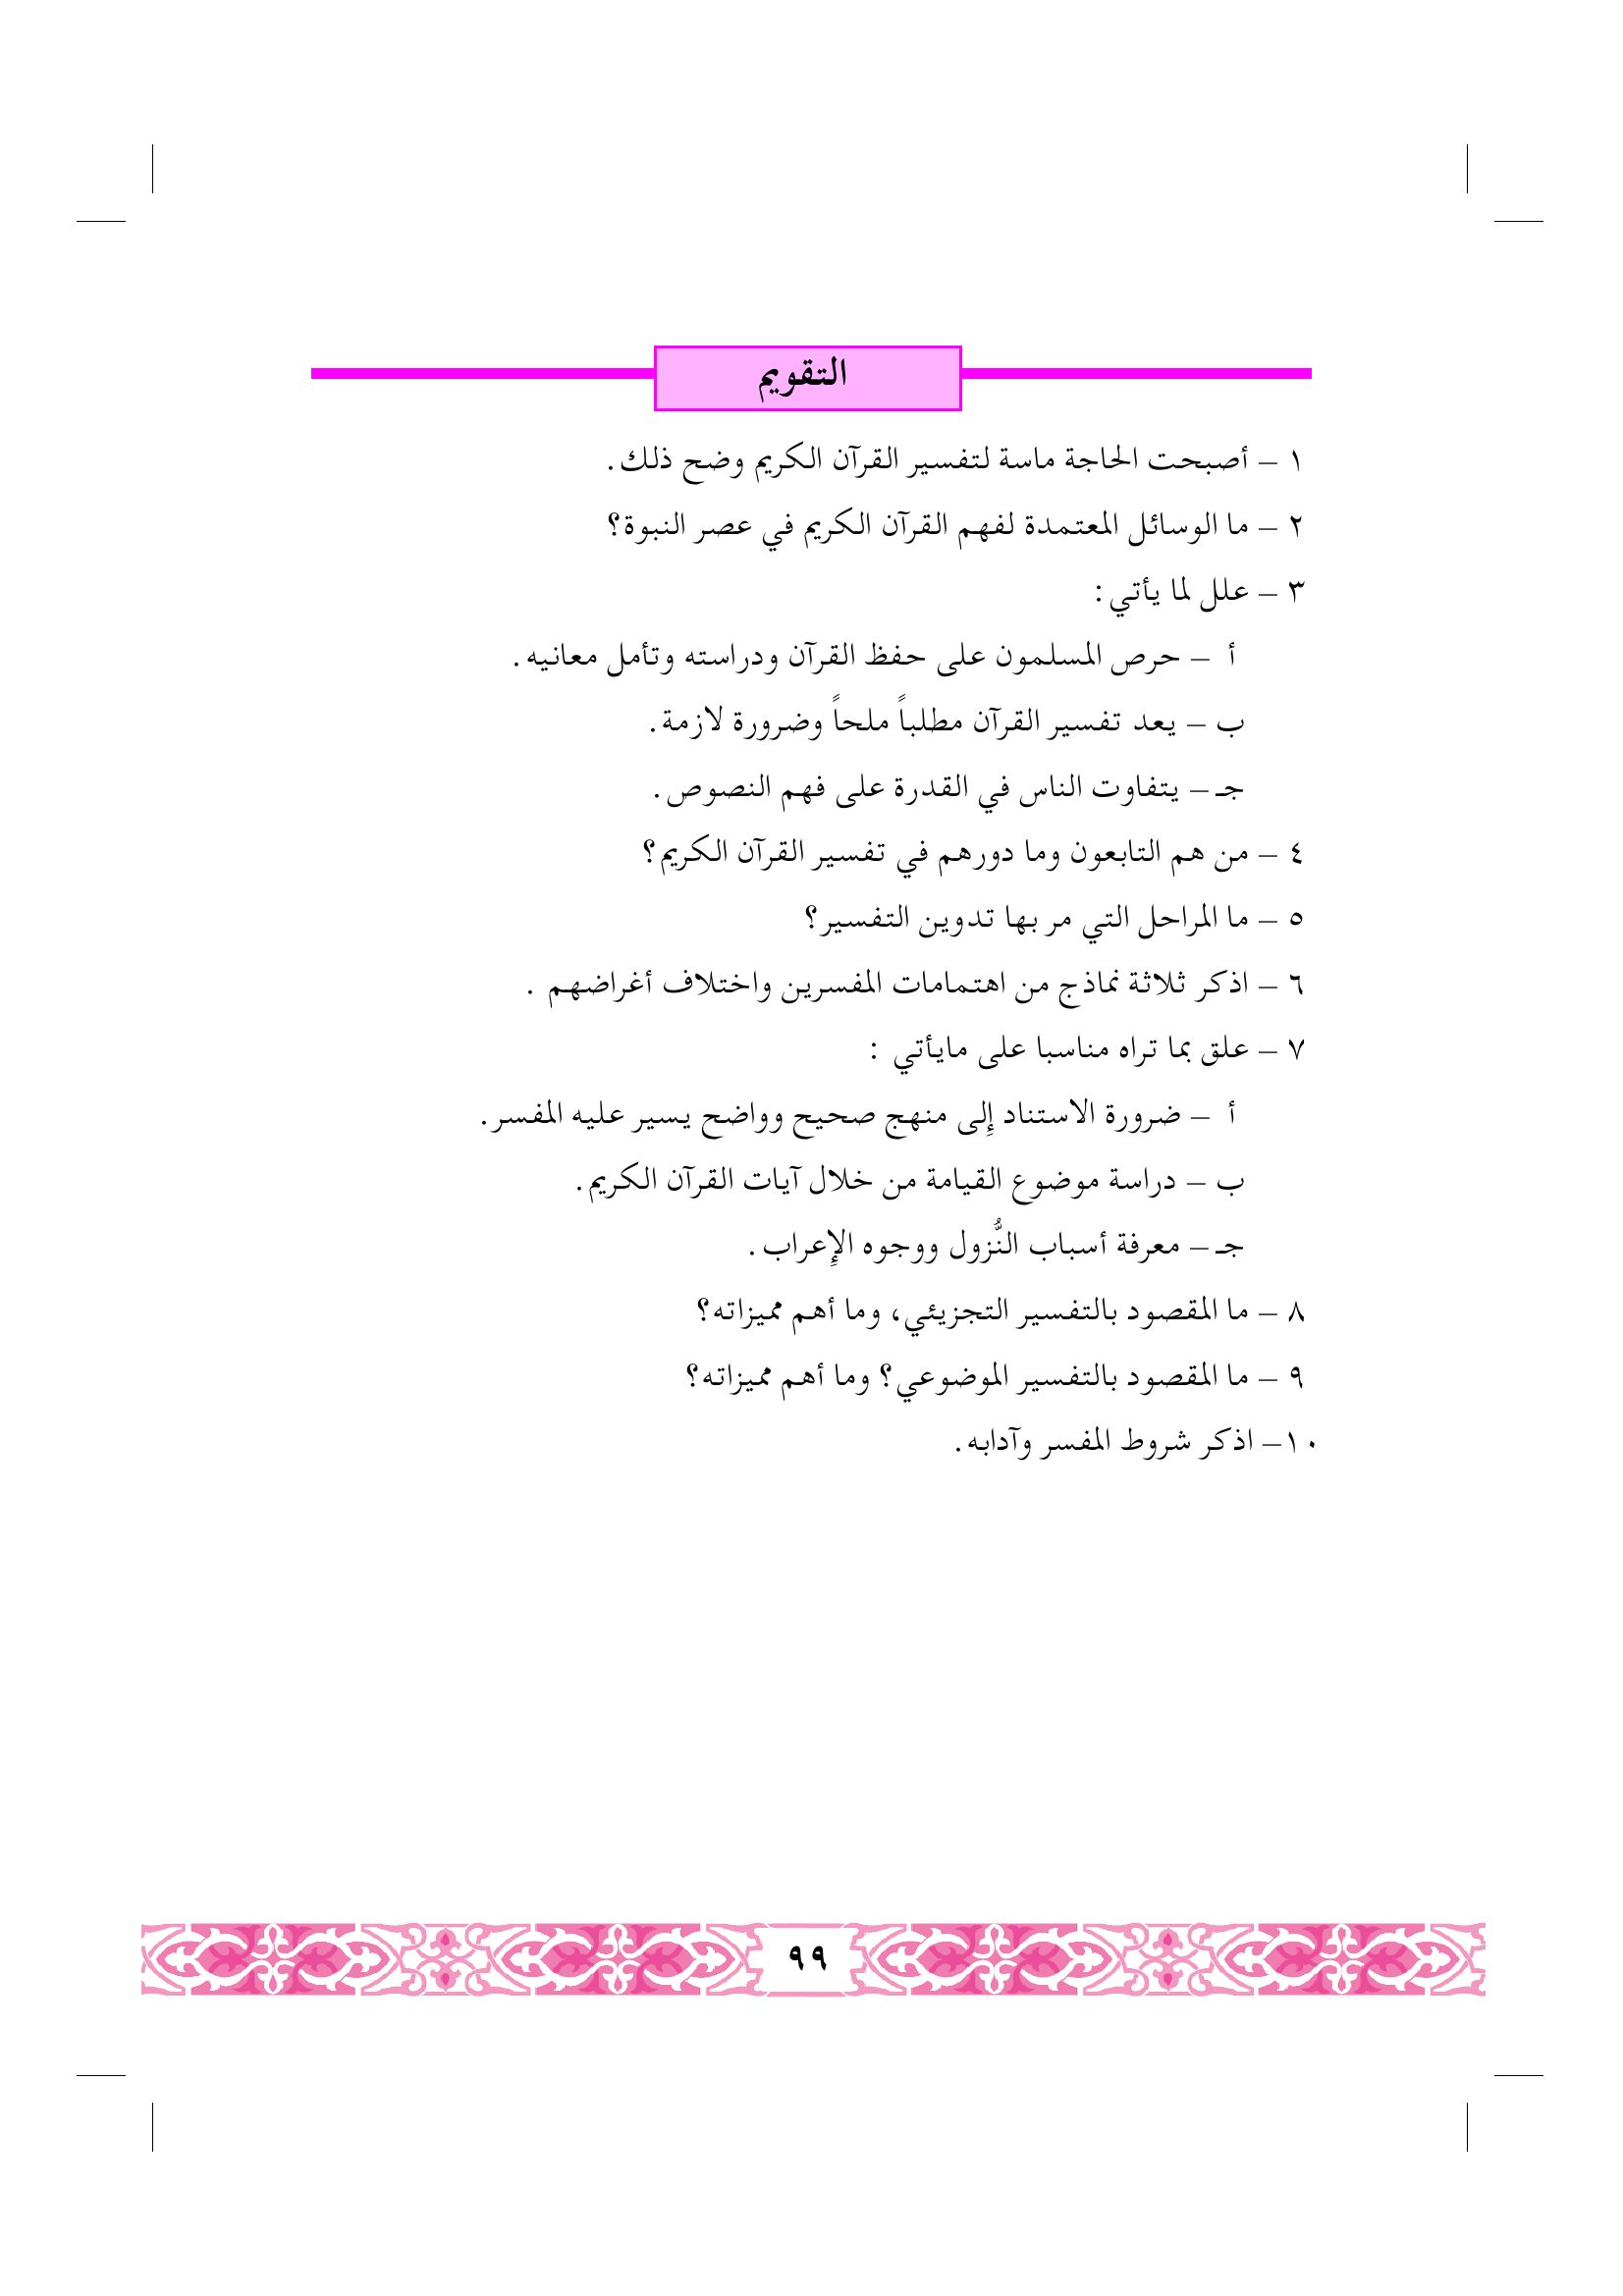 التقويم
١ – أصبحت الحاجة ماسة لتفسير القرآن الكريم وضح ذلك.
٢ – ما الوسائل المعتمدة لفهم القرآن الكريم في عصر النبوة؟
٣ – علل لما يأتي:
أ – حرص المسلمون على حفظ القرآن ودراسته وتأمل معانيه.
ب – يعد تفسير القرآن مطلباً ملحاً وضرورة لازمة.
جـ – يتفاوت الناس في القدرة على فهم النصوص.
٤ – من هم التابعون وما دورهم في تفسير القرآن الكريم؟
٥ – ما المراحل التي مر بها تدوين التفسير؟
٦ – اذكر ثلاثة نماذج من اهتمامات المفسرين واختلاف أغراضهم .
٧ – علق بما تراه مناسبا على مايأتي :
أ – ضرورة الاستناد إِلى منهج صحيح وواضح يسير عليه المفسر.
ب – دراسة موضوع القيامة من خلال آيات القرآن الكريم.
جـ – معرفة أسباب النُّزول ووجوه الإِعراب.
٨ – ما المقصود بالتفسير التجزيئي، وما أهم مميزاته؟
٩ – ما المقصود بالتفسير الموضوعي؟ وما أهم مميزاته؟
١٠– اذكر شروط المفسر وآدابه.
٩٩